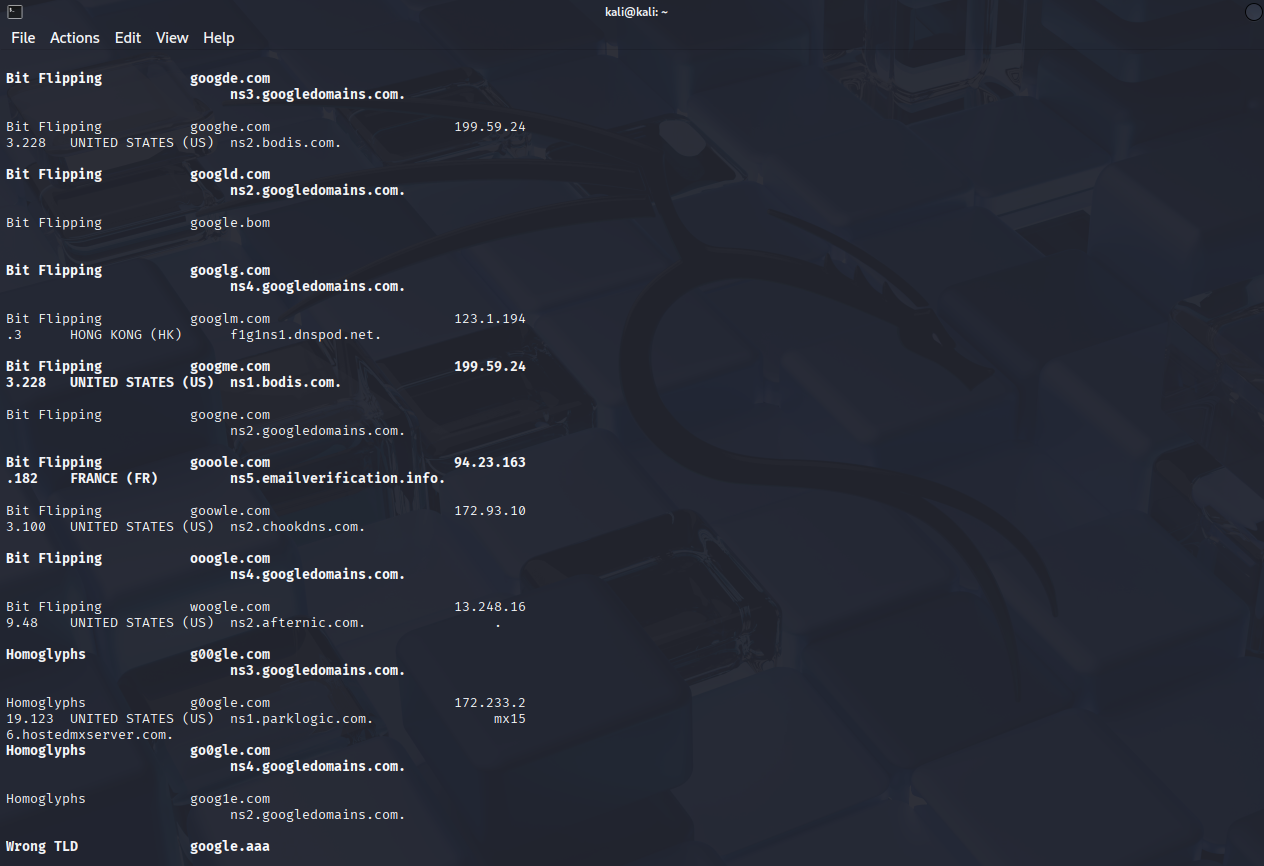 kali@kali: ~
File Actions Edit View Help
Bit Flipping googde.com
ns3.googledomains.com.
Bit Flipping googhe.com 199.59.24
3.228 UNITED STATES (US) ns2.bodis.com.
Bit Flipping googld.com
ns2.googledomains.com.
Bit Flipping google.bom
Bit Flipping googlg.com
ns4.googledomains.com.
Bit Flipping googlm.com 123.1.194
.3 HONG KONG (HK) f1g1ns1.dnspod.net.
Bit Flipping googme.com 199.59.24
3.228 UNITED STATES (US) ns1.bodis.com.
Bit Flipping googne.com
ns2.googledomains.com.
Bit Flipping gooole.com 94.23.163
.182 FRANCE (FR) ns5.emailverification.info.
Bit Flipping goowle.com 172.93.10
3.100 UNITED STATES (US) ns2.chookdns.com.
Bit Flipping ooogle.com
ns4.googledomains.com.
Bit Flipping woogle.com 13.248.16
9.48 UNITED STATES (US) ns2.afternic.com. .
Homoglyphs g00gle.com
ns3.googledomains.com.
Homoglyphs g0ogle.com 172.233.2
19.123 UNITED STATES (US) ns1.parklogic.com. mx15
6.hostedmxserver.com.
Homoglyphs go0gle.com
ns4.googledomains.com.
Homoglyphs goog1e.com
ns2.googledomains.com.
Wrong TLD google.aaa